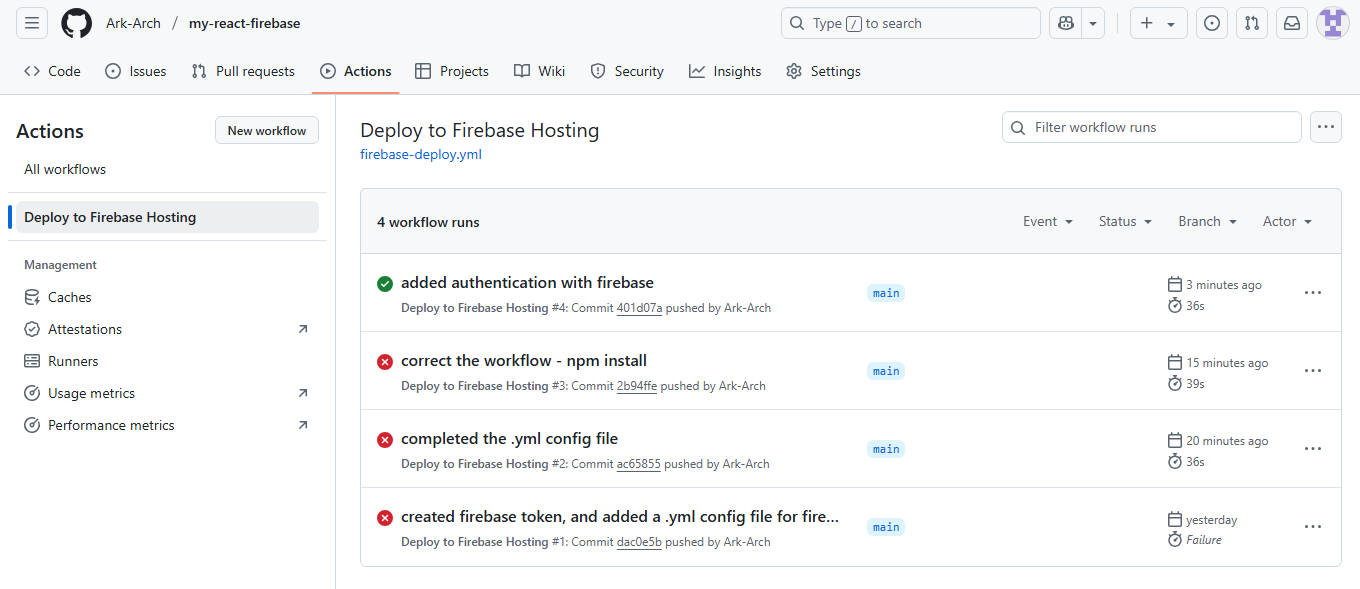 Ark-Arch / my-react-firebase
Type / to search
Code Issues Pull requests Actions Projects Wiki Security Insights Settings
Actions
New workflow
All workflows
Deploy to Firebase Hosting
Management
Caches
Attestations
Runners
Usage metrics
Performance metrics
Deploy to Firebase Hosting
firebase-deploy.yml
Filter workflow runs
4 workflow runs
Event Status Branch Actor
added authentication with firebase
Deploy to Firebase Hosting #4: Commit 401d07a pushed by Ark-Arch
main
3 minutes ago
36s
correct the workflow - npm install
Deploy to Firebase Hosting #3: Commit 2b94ffe pushed by Ark-Arch
main
15 minutes ago
39s
completed the .yml config file
Deploy to Firebase Hosting #2: Commit ac65855 pushed by Ark-Arch
main
20 minutes ago
36s
created firebase token, and added a .yml config file for fire...
Deploy to Firebase Hosting #1: Commit dac0e5b pushed by Ark-Arch
main
yesterday
Failure